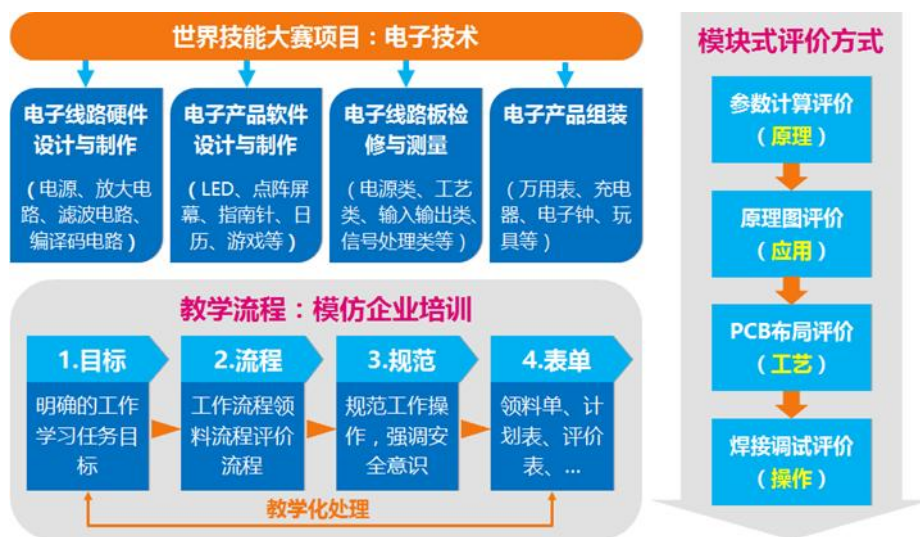 世界技能大赛项目：电子技术
电子线路硬件
设计与制作
（电源、放大电
路、滤波电路、
编译码电路）
电子产品软件
设计与制作
（LED、点阵屏
幕、指南针、日
历、游戏等）
电子线路板检
修与测量
（电源类、工艺
类、输入输出类、
信号处理类等）
电子产品组装
（万用表、充电
器、电子钟、玩
具等）
教学流程：模仿企业培训
1.目标
明确的工作
学习任务目
标
2.流程
工作流程领
料流程评价
流程
3.规范
规范工作操
作，强调安
全意识
4.表单
领料单、计
划表、评价
表、...
教学化处理
模块式评价方式
参数计算评价
（原理）
原理图评价
（应用）
PCB布局评价
（工艺）
焊接调试评价
（操作）